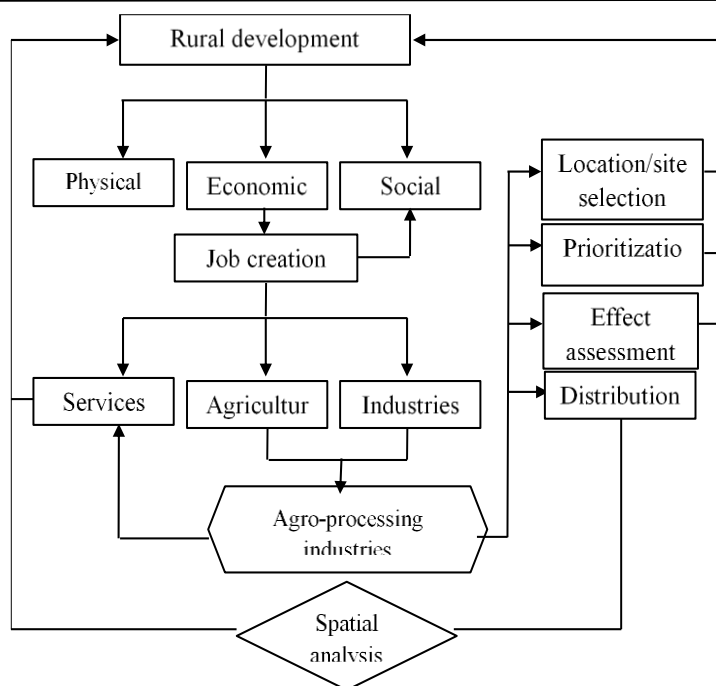 Rural development
Physical
Economic
Social
Job creation
Services
Agricultur
Industries
Agro-processing
industries
Spatial
analysis
Location/site
selection
Prioritizatio
Effect
assessment
Distribution